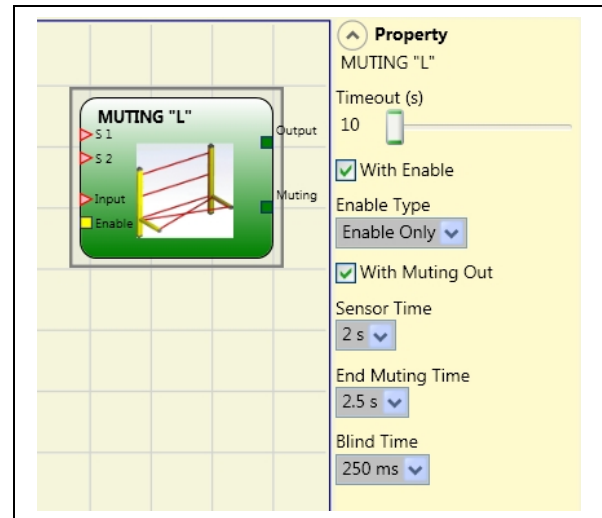 MUTING "L"
S 1
S 2
Input
Enable
Output
Muting
Property
MUTING "L"
Timeout (s)
10
With Enable
Enable Type
Enable Only
With Muting Out
Sensor Time
2 s
End Muting Time
2.5 s
Blind Time
250 ms